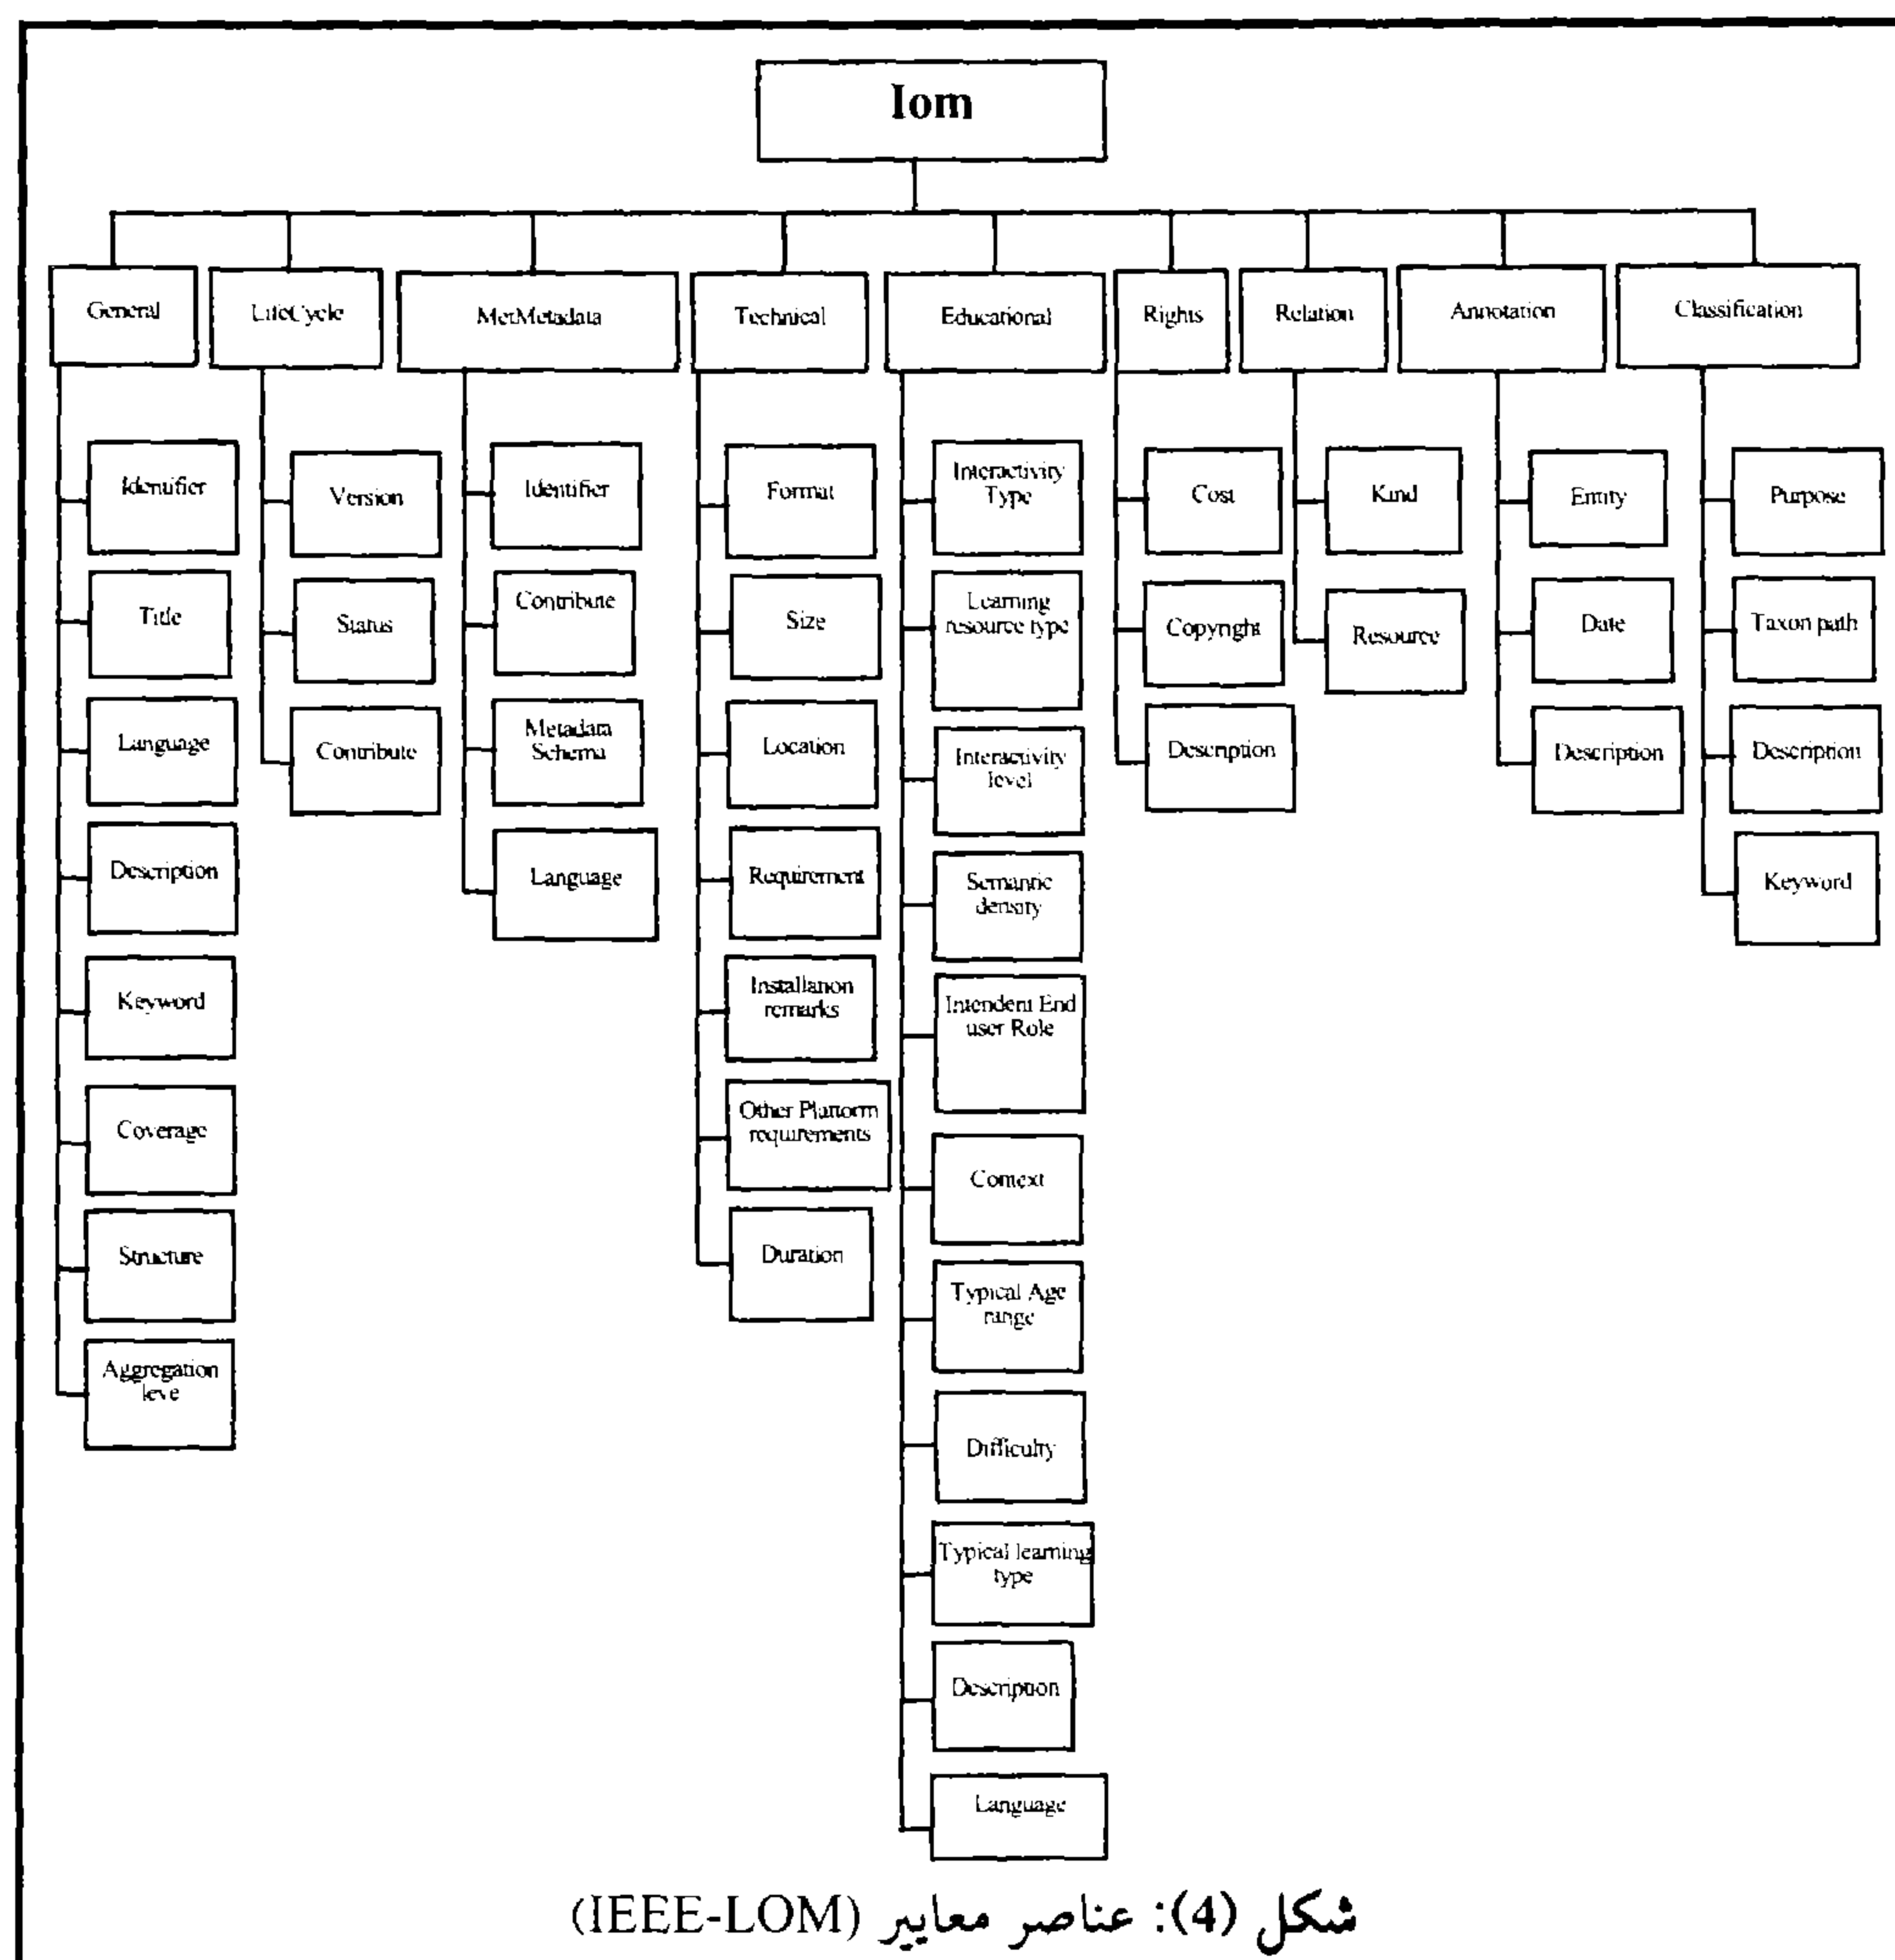 Iom
General
LifeCycle
MetMetadata
Technical
Educational
Rights
Relation
Annotation
Classification
Identifier
Title
Language
Description
Keyword
Coverage
Structure
Aggregation
leve
Version
Status
Contribute
Identifier
Contribute
Metadata
Schema
Language
Format
Size
Location
Requirement
Installation
remarks
Other Platform
requirements
Duration
Interactivity
Type
Learning
resource type
Interactivity
level
Semantic
density
Intendent End
user Role
Context
Typical Age
range
Difficulty
Typical learning
type
Description
Language
Cost
Copyright
Description
Kind
Resource
Entity
Date
Description
Purpose
Taxon path
Description
Keyword
شكل (4): عناصر معايير (IEEE-LOM)